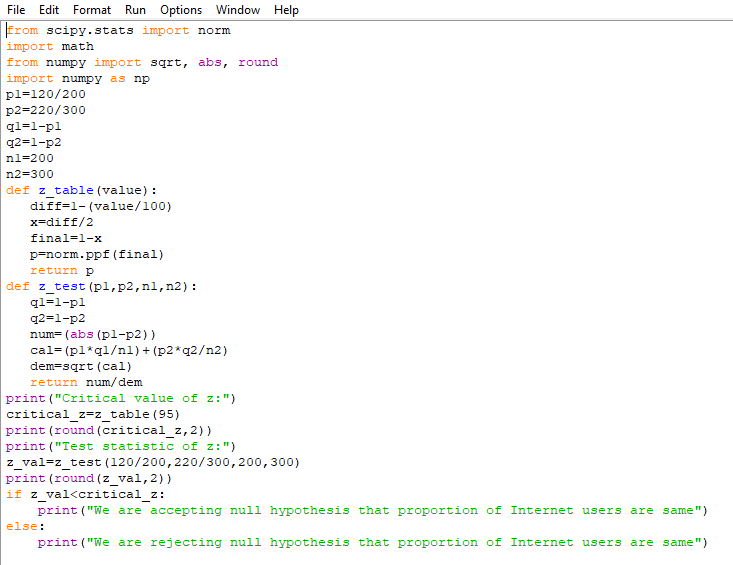 File Edit Format Run Options Window Help
from scipy.stats import norm
import math
from numpy import sqrt, abs, round
import numpy as np
p1=120/200
p2=220/300
q1=1-p1
q2=1-p2
n1=200
n2=300
def z_table(value):
    diff=1-(value/100)
    x=diff/2
    final=1-x
    p=norm.ppf(final)
    return p
def z_test(p1,p2,n1,n2):
    q1=1-p1
    q2=1-p2
    num=(abs(p1-p2))
    cal=(p1*q1/n1)+(p2*q2/n2)
    dem=sqrt(cal)
    return num/dem
print("Critical value of z:")
critical_z=z_table(95)
print(round(critical_z,2))
print("Test statistic of z:")
z_val=z_test(120/200,220/300,200,300)
print(round(z_val,2))
if z_val<critical_z:
    print("We are accepting null hypothesis that proportion of Internet users are same")
else:
    print("We are rejecting null hypothesis that proportion of Internet users are same")